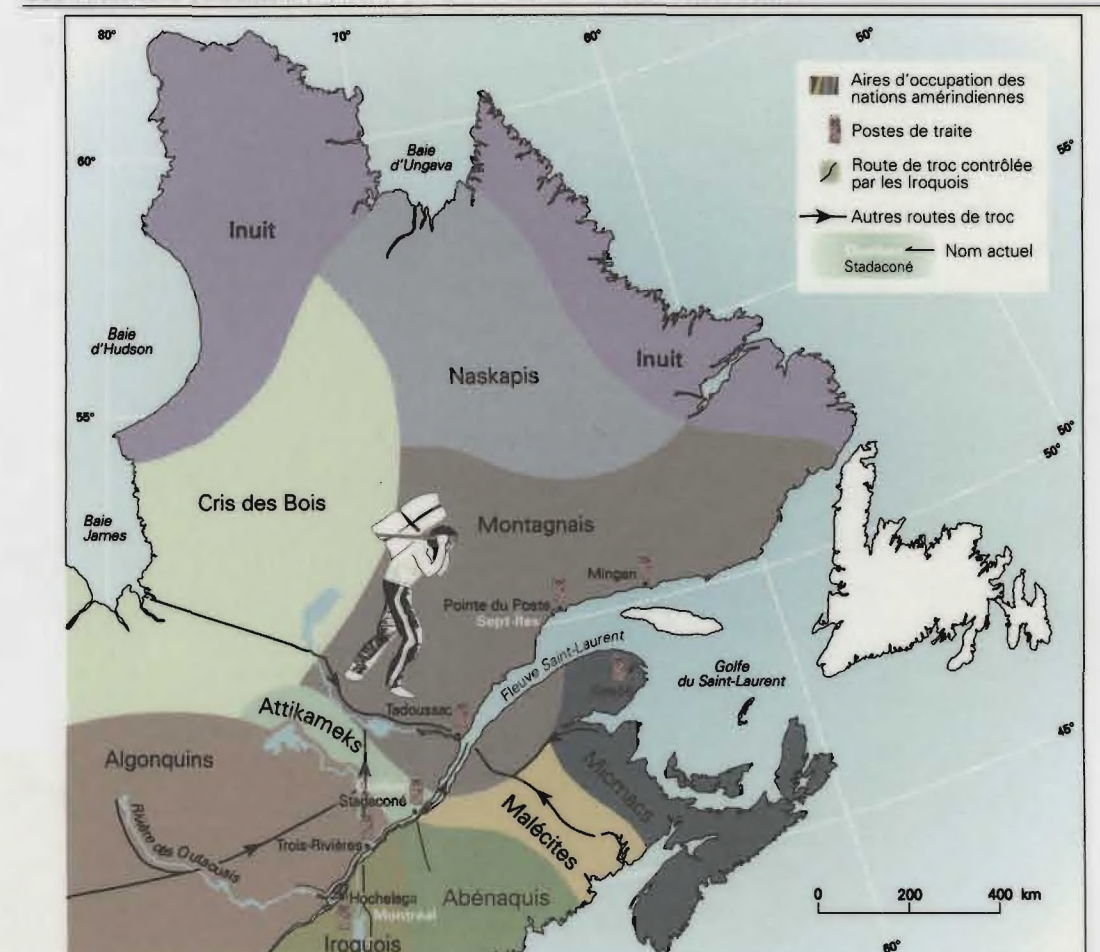 80°
70°
60°
50°
Aires d'occupation des
nations amérindiennes
Postes de traite
Route de troc contrôlée
par les Iroquois
Autres routes de troc
Nom actuel
Stadaconé
55°
60°
Baie
d'Ungava
Inuit
Baie
d'Hudson
Naskapis
Inuit
55°
50°
50°
Cris des Bois
Baie
James
Montagnais
Mingan
Pointe du Poste
Sept-Îles
Fleuve Saint-Laurent
Golfe
du Saint-Laurent
Tadoussac
Attikameks
45°
Algonquins
Micmacs
Stadaconé
Malécites
Rivière des Outaouais
Trois-Rivières
Hochelaga
Montréal
Abénaquis
Iroquois
0 200 400 km
60°